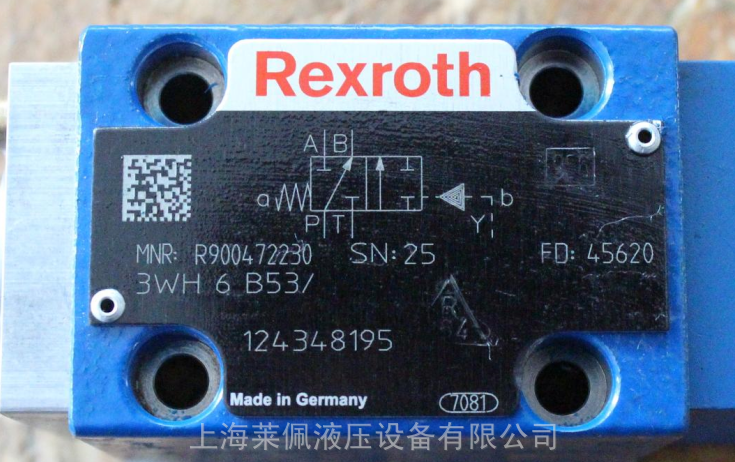 Rexroth
A B
a
b
P T
Y
MNR: R900472230 SN: 25 FD: 45620
3WH 6 B53/
124348195
Made in Germany
7081
上海莱佩液压设备有限公司